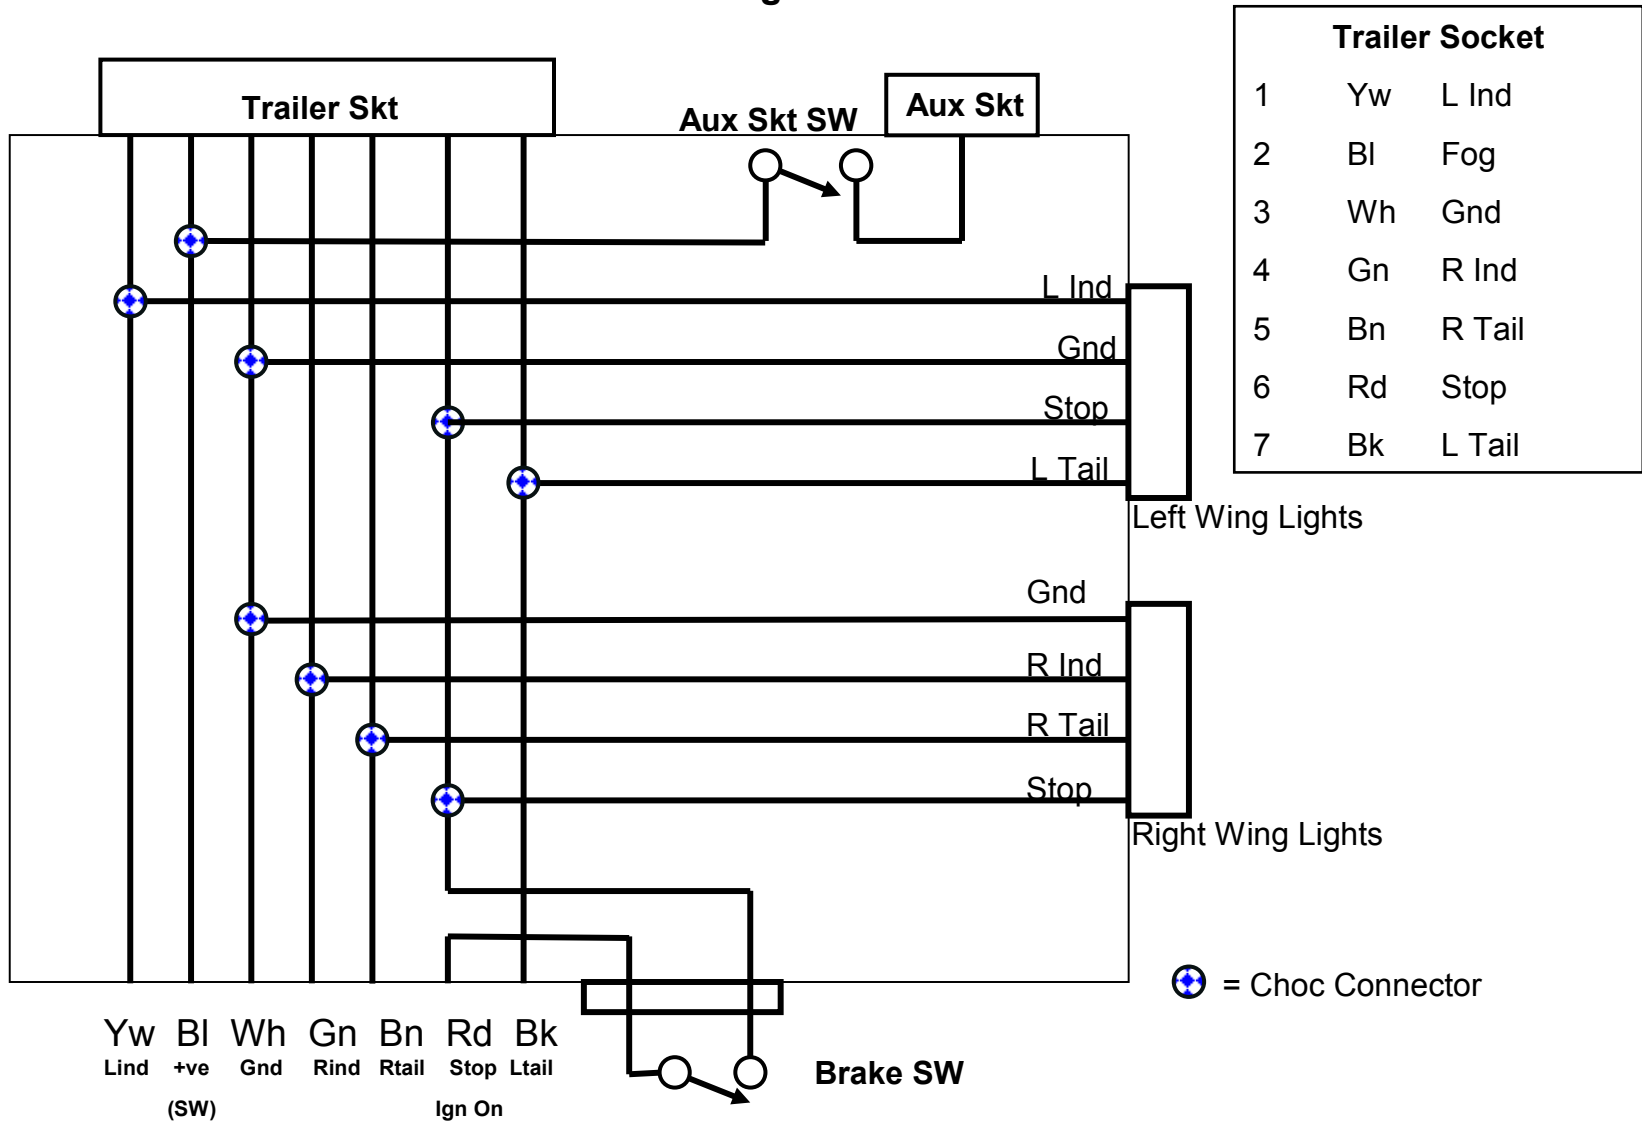 Trailer Skt
Aux Skt SW
Aux Skt
Trailer Socket
1 Yw L Ind
2 Bl Fog
3 Wh Gnd
4 Gn R Ind
5 Bn R Tail
6 Rd Stop
7 Bk L Tail
L Ind
Gnd
Stop
L Tail
Left Wing Lights
Gnd
R Ind
R Tail
Stop
Right Wing Lights
= Choc Connector
Yw Bl Wh Gn Bn Rd Bk
Lind +ve Gnd Rind Rtail Stop Ltail
(SW) Ign On
Brake SW